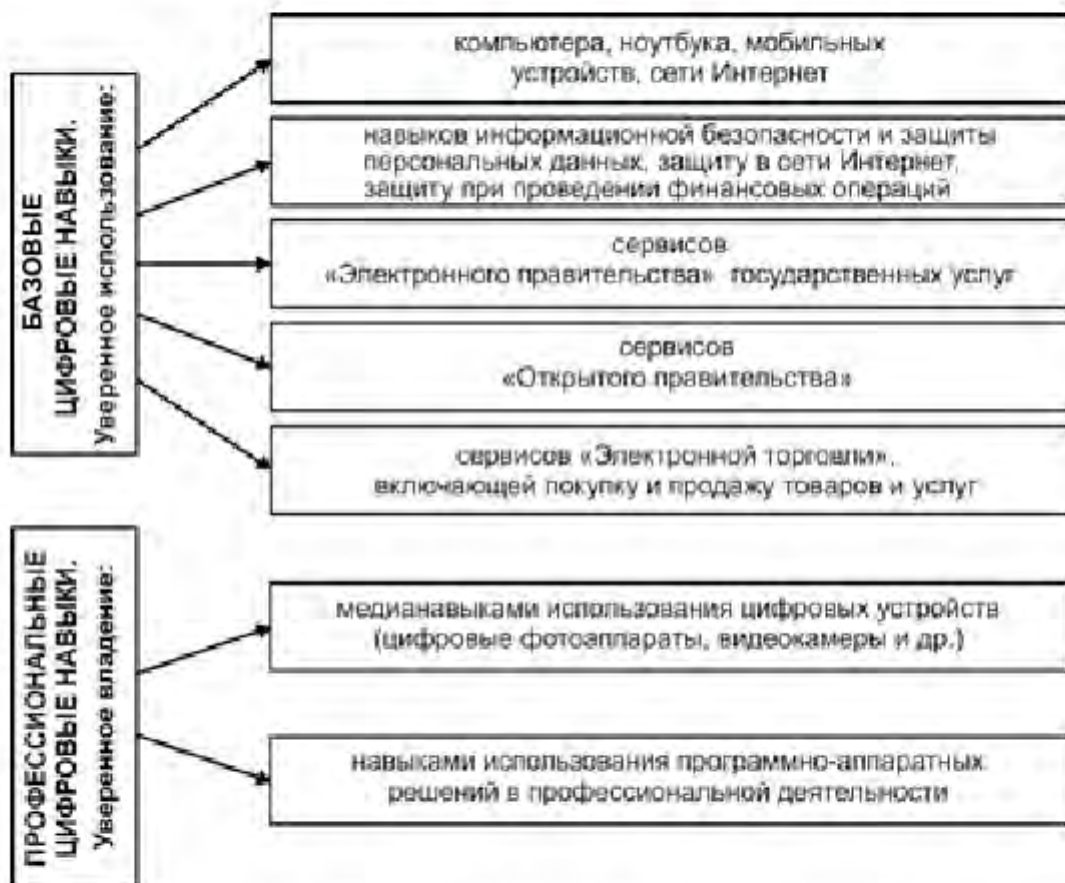 БАЗОВЫЕ
ЦИФРОВЫЕ НАВЫКИ.
Уверенное использование:
компьютера, ноутбука, мобильных
устройств, сети Интернет
навыков информационной безопасности и защиты
персональных данных, защиту в сети Интернет,
защиту при проведении финансовых операций
сервисов
«Электронного правительства» государственных услуг
сервисов
«Открытого правительства»
сервисов «Электронной торговли»,
включающей покупку и продажу товаров и услуг
ПРОФЕССИОНАЛЬНЫЕ
ЦИФРОВЫЕ НАВЫКИ.
Уверенное владение:
медианавыками использования цифровых устройств
(цифровые фотоаппараты, видеокамеры и др.)
навыками использования программно-аппаратных
решений в профессиональной деятельности